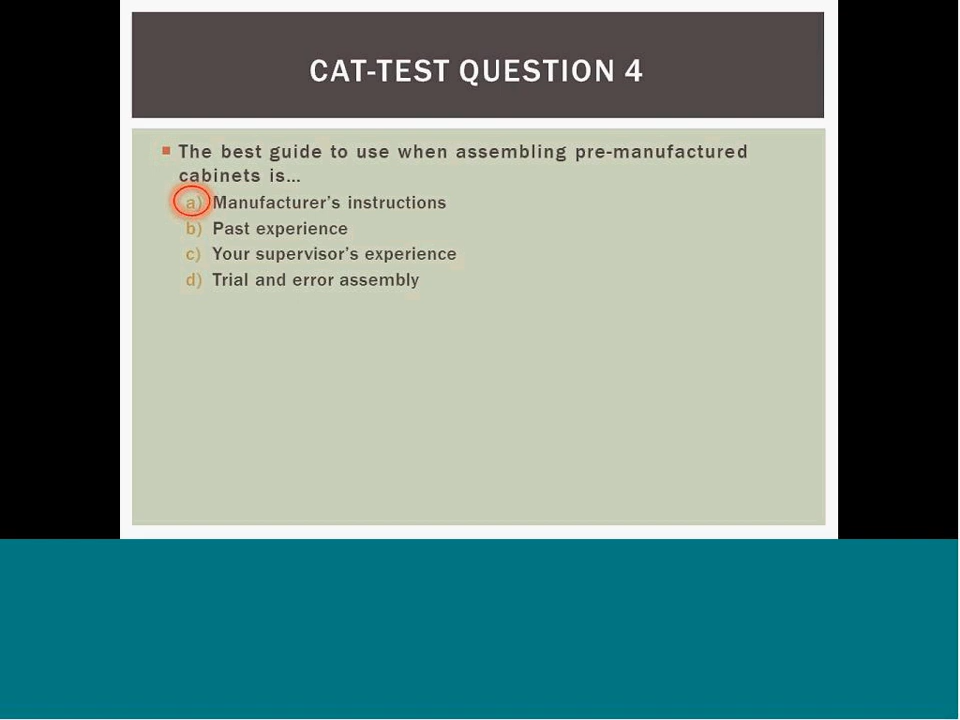 CAT-TEST QUESTION 4
The best guide to use when assembling pre-manufactured
cabinets is...
a) Manufacturer's instructions
b) Past experience
c) Your supervisor's experience
d) Trial and error assembly